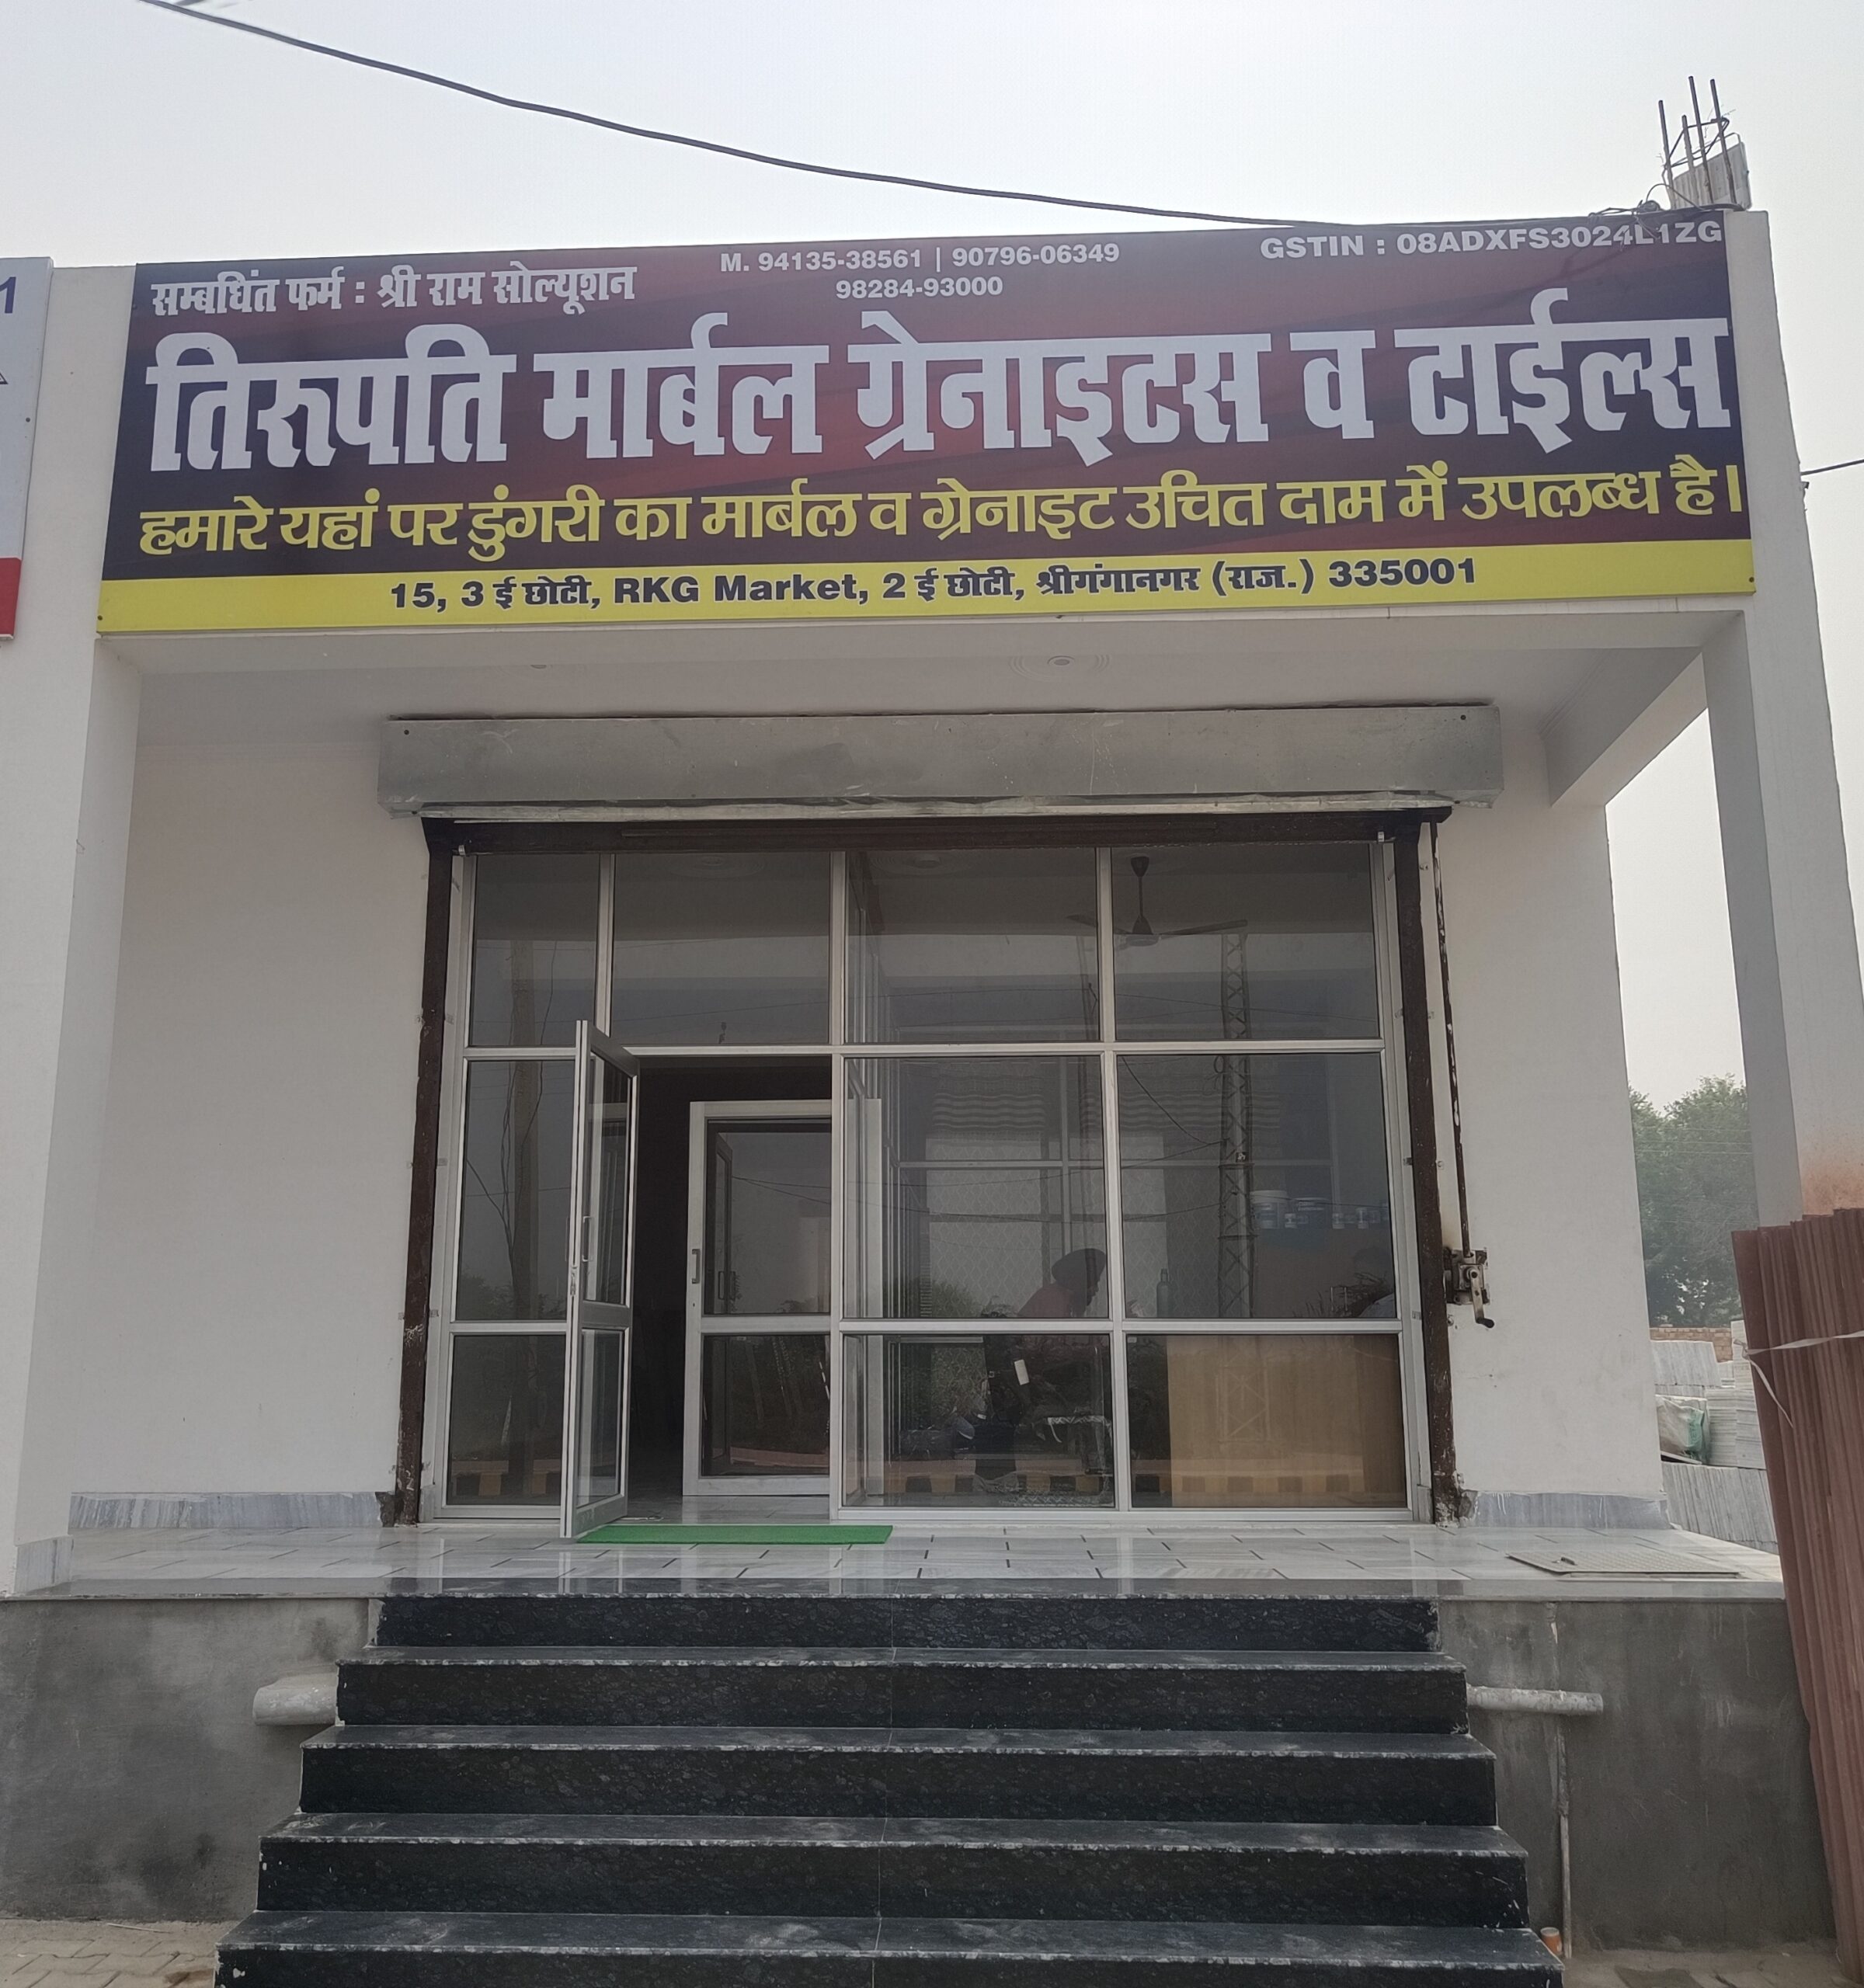 सम्बधिंत फर्म : श्री राम सोल्यूशन
M. 94135-38561 | 90796-06349
98284-93000
GSTIN : 08ADXFS3024L1ZG
तिरूपति मार्बल ग्रेनाइटस व टाईल्स
हमारे यहां पर डुंगरी का मार्बल व ग्रेनाइट उचित दाम में उपलब्ध है।
15, 3 ई छोटी, RKG Market, 2 ई छोटी, श्रीगंगानगर (राज.) 335001
1